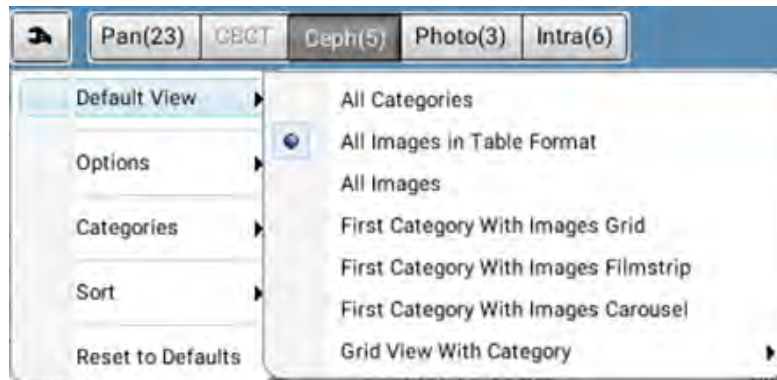 Pan(23) CBCT Ceph(5) Photo(3) Intra(6)
Default View
Options
Categories
Sort
Reset to Defaults
All Categories
All Images in Table Format
All Images
First Category With Images Grid
First Category With Images Filmstrip
First Category With Images Carousel
Grid View With Category